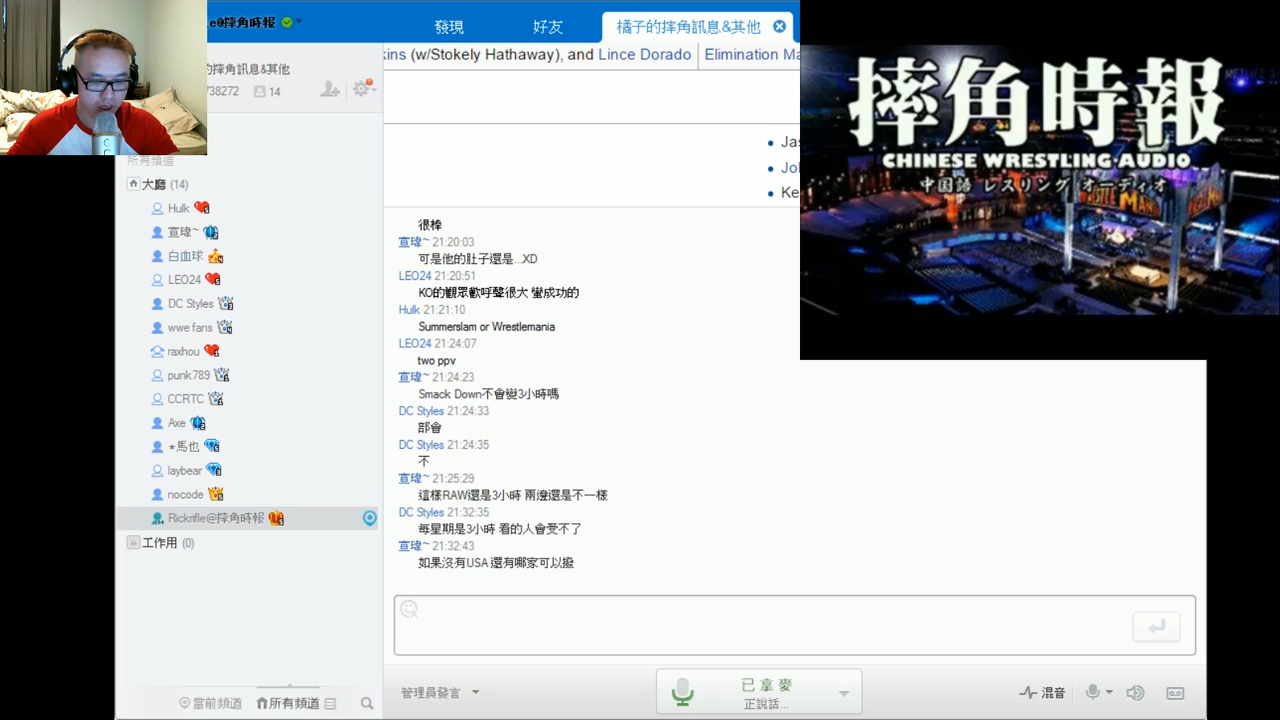 e@摔角時報
發現
好友
橘子的摔角訊息&其他
的摔角訊息&其他
738272
14
所有頻道
大廳 (14)
Hulk
宣瑋~
白血球
LEO24
DC Styles
wwe fans
raxhou
punk789
CCRTC
Axe
★馬也
laybear
nocode
Rickrifle@摔角時報
工作用 (0)
當前頻道
所有頻道
kins (w/Stokely Hathaway), and Lince Dorado
Elimination Ma
Jas
Jol
Ke
很棒
宣瑋~ 21:20:03
可是他的肚子還是...XD
LEO24 21:20:51
KO的觀眾歡呼聲很大 蠻成功的
Hulk 21:21:10
Summerslam or Wrestlemania
LEO24 21:24:07
two ppv
宣瑋~ 21:24:23
Smack Down不會變3小時嗎
DC Styles 21:24:33
部會
DC Styles 21:24:35
不
宣瑋~ 21:25:29
這樣RAW還是3小時 兩邊還是不一樣
DC Styles 21:32:35
每星期是3小時 看的人會受不了
宣瑋~ 21:32:43
如果沒有USA 還有哪家可以撥
管理員發言
已拿麥
正說話...
混音
摔角時報
CHINESE WRESTLING AUDIO
中国語 レスリング オーディオ